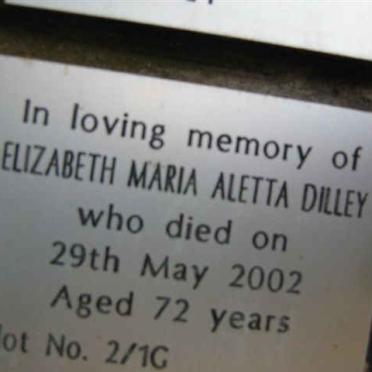 In loving memory of
ELIZABETH MARIA ALETTA DILLEY
who died on
29th May 2002
Aged 72 years
No. 2/1G